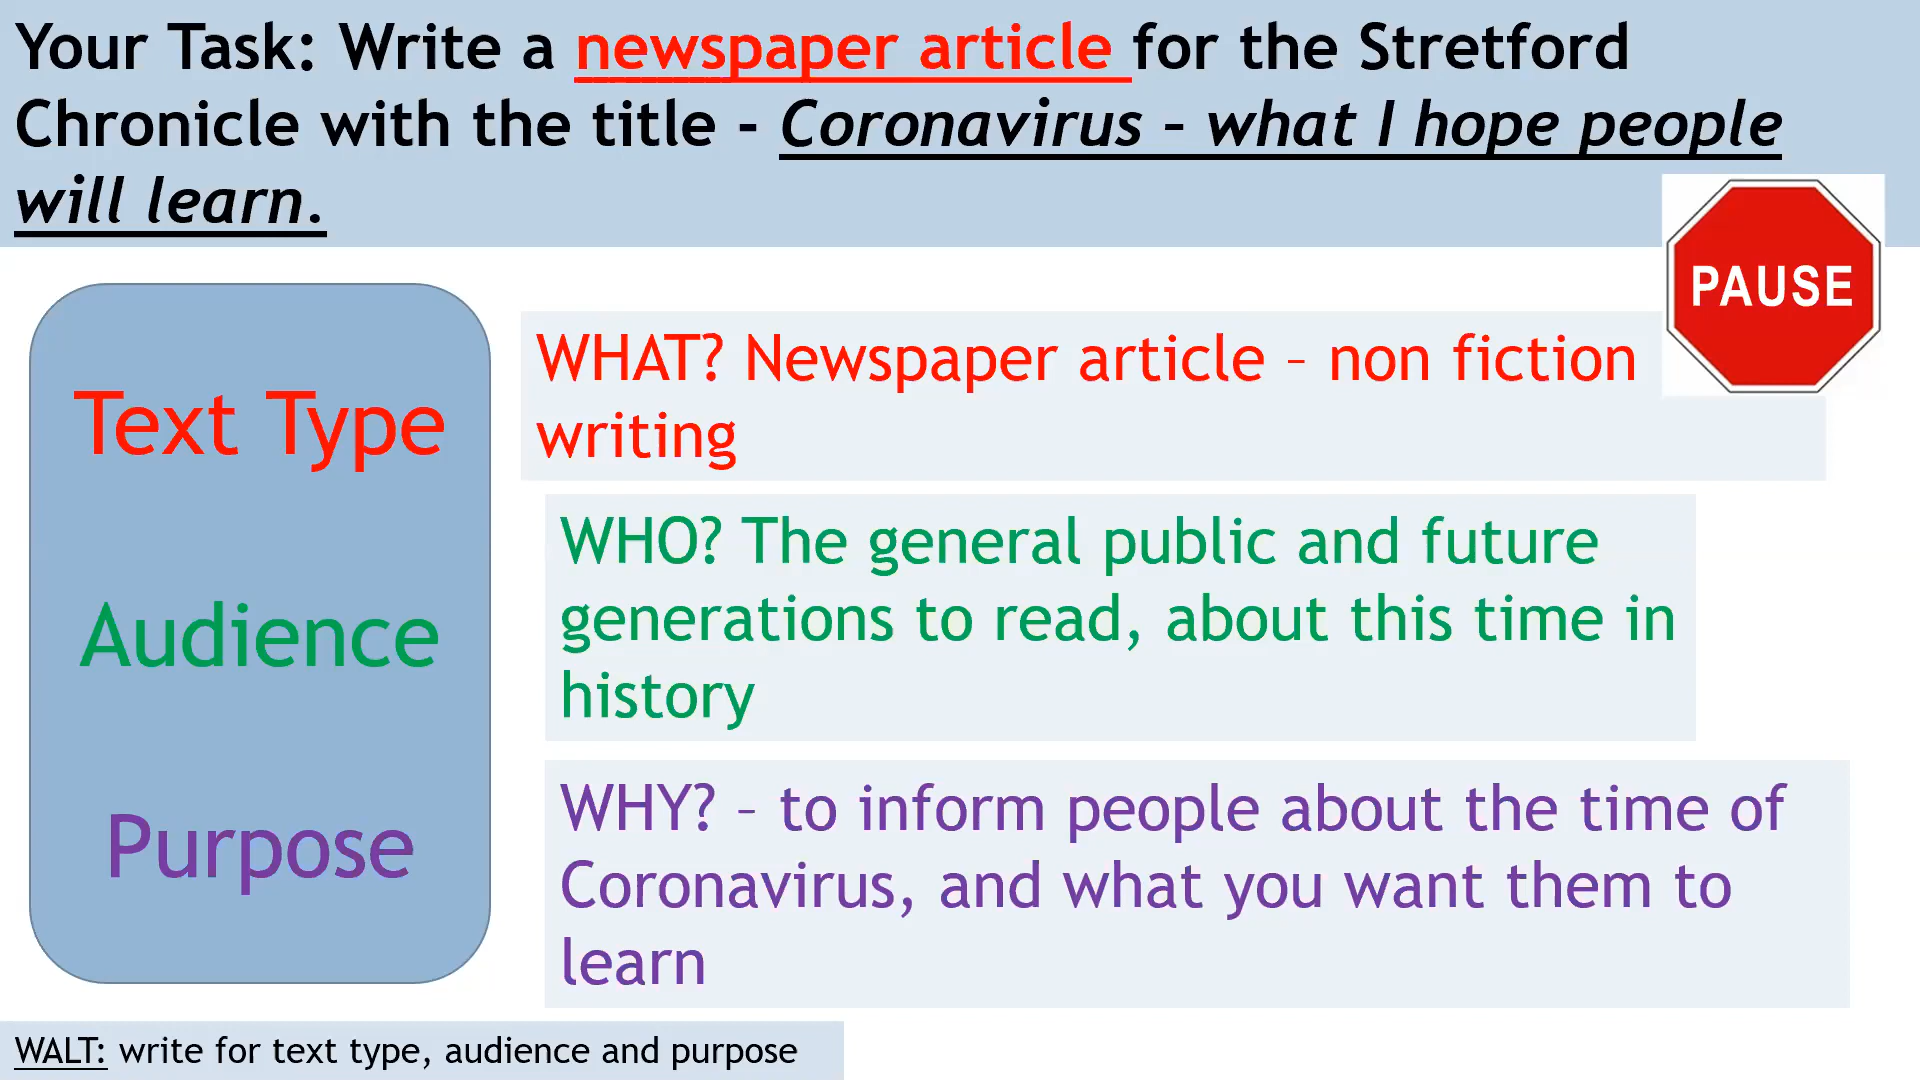 Your Task: Write a newspaper article for the Stretford
Chronicle with the title - Coronavirus – what I hope people
will learn.
PAUSE
Text Type
WHAT? Newspaper article – non fiction
writing
Audience
WHO? The general public and future
generations to read, about this time in
history
Purpose
WHY? – to inform people about the time of
Coronavirus, and what you want them to
learn
WALT: write for text type, audience and purpose